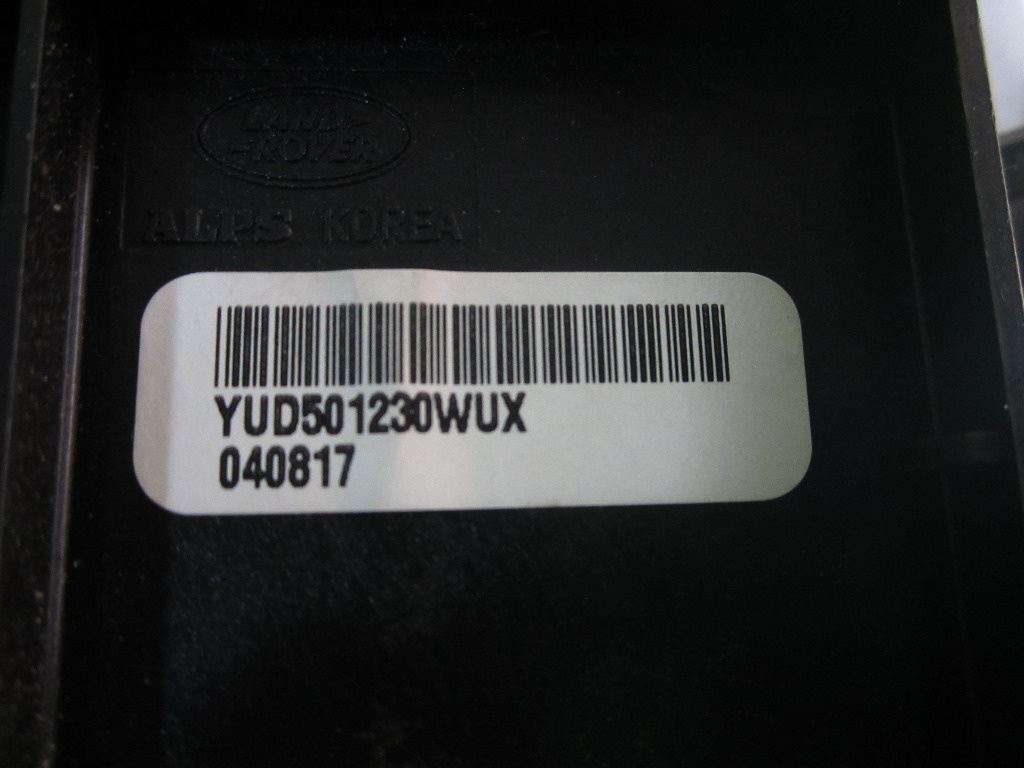 LAND
ROVER
ALPS KOREA
YUD501230WUX
040817